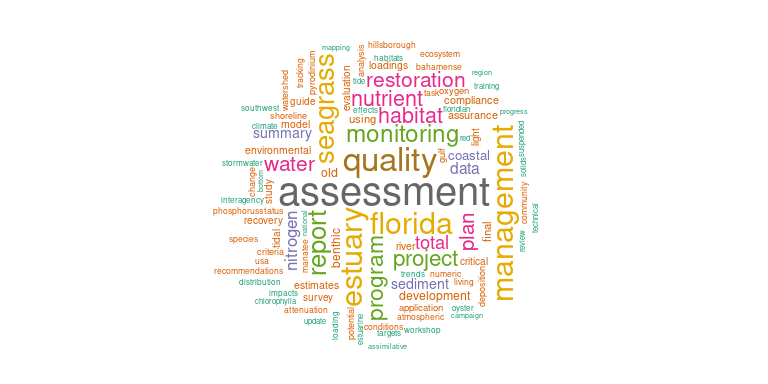 mapping
hillsborough
habitats
ecosystem
analysis
loadings
bahamense
region
tracking
pyrodinium
seagrass
evaluation
tide
restoration
task
oxygen
training
watershed
guide
nutrient
compliance
southwest
shoreline
using
effects
habitat
floridian
assurance
progress
climate
model
summary
monitoring
red
light
suspended
environmental
quality
gulf
coastal
stormwater
water
old
data
solids
change
bottom
study
assessment
management
interagency
community
technical
phosphorusstatus
recovery
nitrogen
national
report
estuary
florida
plan
final
review
species
tidal
manatee
benthic
program
river
total
criteria
usa
project
critical
recommendations
trends
numeric
living
distribution
estimates
sediment
depositional
impacts
chlorophylla
survey
development
attenuation
potential
application
oyster
update
loading
estuarine
atmospheric
campaign
conditions
targets
workshop
assimilative